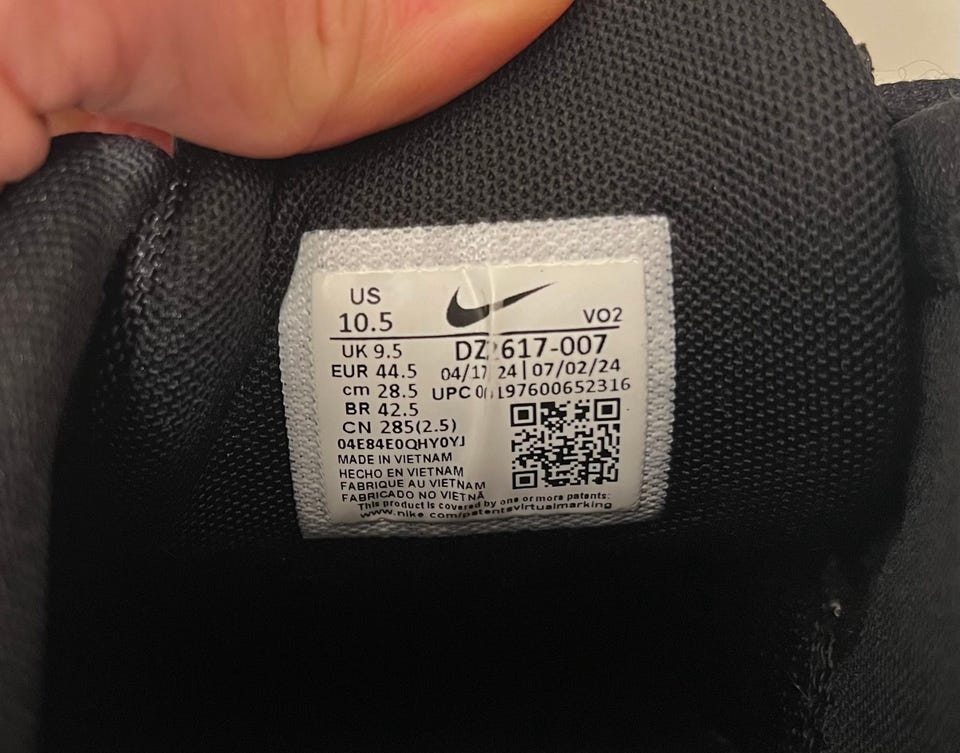 US
10.5
VO2
UK 9.5
DZ2617-007
EUR 44.5
04/17/24 | 07/02/24
cm 28.5
UPC 00197600652316
BR 42.5
CN 285(2.5)
04E84E0QHY0YJ
MADE IN VIETNAM
HECHO EN VIETNAM
FABRIQUE AU VIETNAM
FABRICADO NO VIETNÃ
This product is covered by one or more patents:
www.nike.com/patentsvirtualmarking